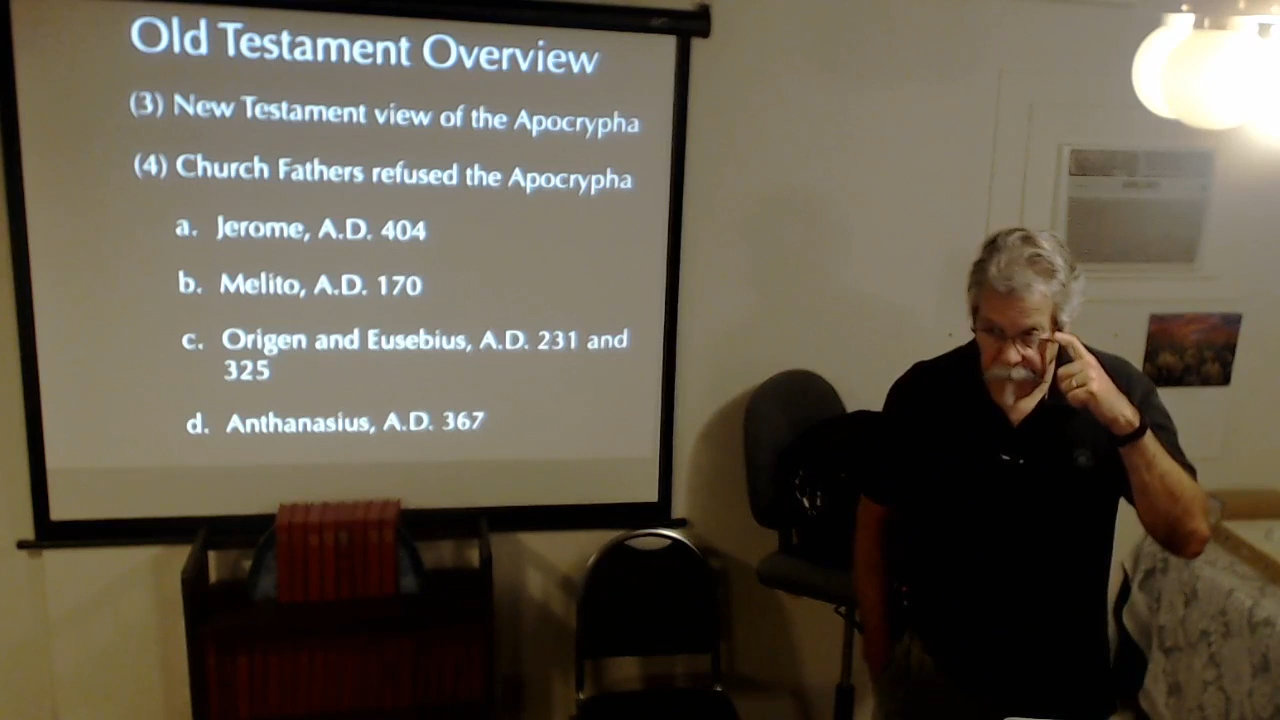 Old Testament Overview
(3) New Testament view of the Apocrypha
(4) Church Fathers refused the Apocrypha
a. Jerome, A.D. 404
b. Melito, A.D. 170
c. Origen and Eusebius, A.D. 231 and
325
d. Anthanasius, A.D. 367